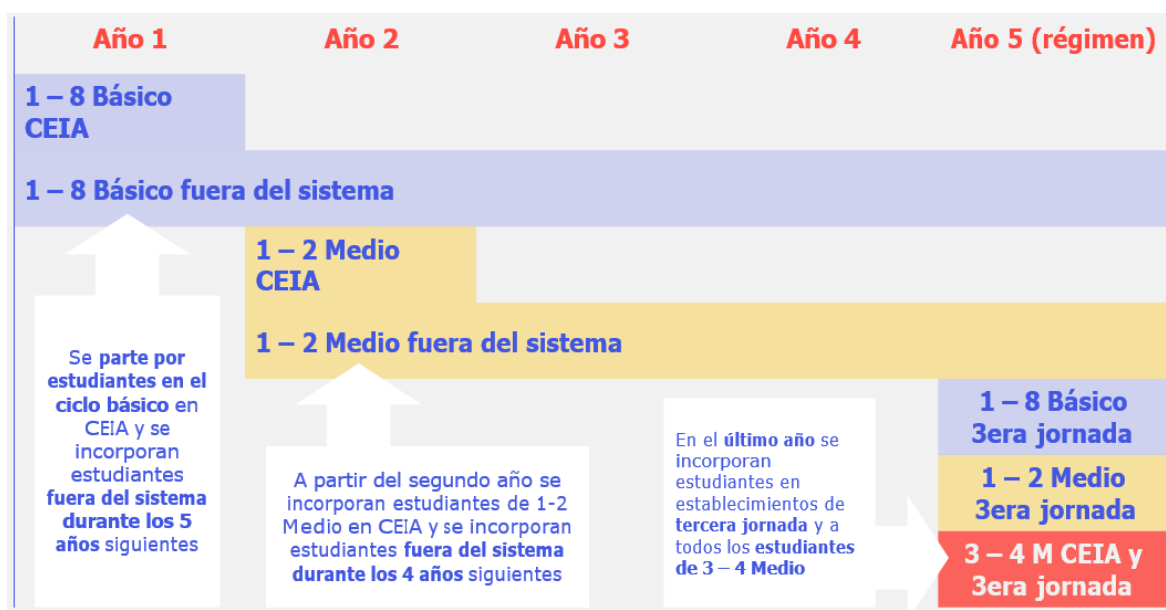 Año 1
Año 2
Año 3
Año 4
Año 5 (régimen)
1 – 8 Básico
CEIA
1 – 8 Básico fuera del sistema
1 – 2 Medio
CEIA
1 – 2 Medio fuera del sistema
Se parte por
estudiantes en el
ciclo básico en
CEIA y se
incorporan
estudiantes
fuera del sistema
durante los 5
años siguientes
A partir del segundo año se
incorporan estudiantes de 1-2
Medio en CEIA y se incorporan
estudiantes fuera del sistema
durante los 4 años siguientes
En el último año se
incorporan
estudiantes en
establecimientos de
tercera jornada y a
todos los estudiantes
de 3 – 4 Medio
1 – 8 Básico
3era jornada
1 – 2 Medio
3era jornada
3 – 4 M CEIA y
3era jornada